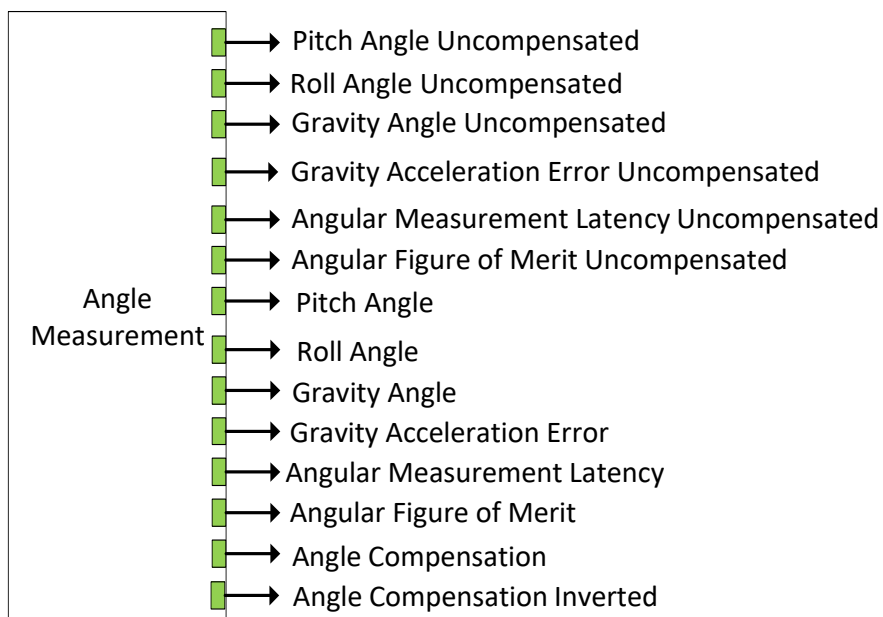 Pitch Angle Uncompensated
Roll Angle Uncompensated
Gravity Angle Uncompensated
Gravity Acceleration Error Uncompensated
Angular Measurement Latency Uncompensated
Angular Figure of Merit Uncompensated
Angle
Measurement
Pitch Angle
Roll Angle
Gravity Angle
Gravity Acceleration Error
Angular Measurement Latency
Angular Figure of Merit
Angle Compensation
Angle Compensation Inverted